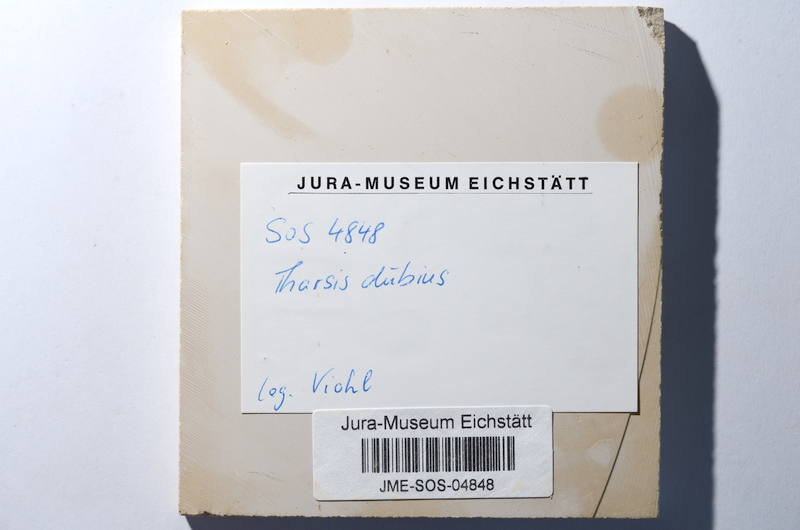 JURA-MUSEUM EICHSTÄTT
SOS 4848
Tharsis dubius
leg. Viohl
Jura-Museum Eichstätt
JME-SOS-04848